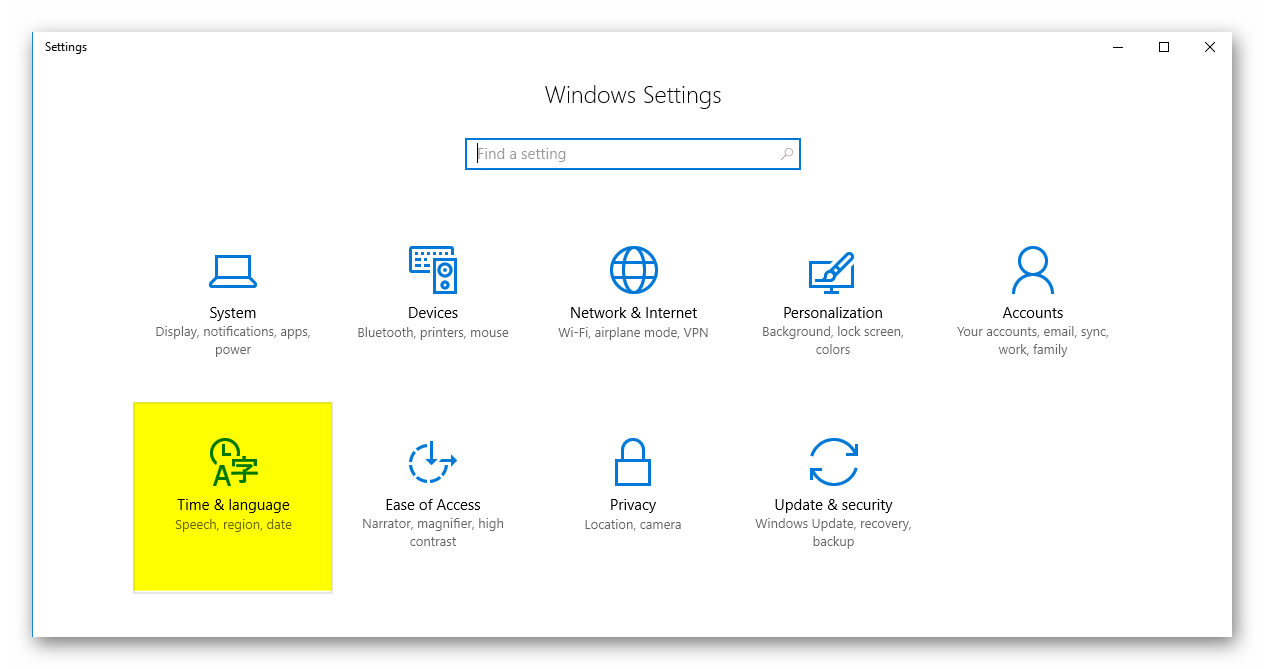 Settings
Windows Settings
Find a setting
System
Display, notifications, apps,
power
Devices
Bluetooth, printers, mouse
Network & Internet
Wi-Fi, airplane mode, VPN
Personalization
Background, lock screen,
colors
Accounts
Your accounts, email, sync,
work, family
A字
Time & language
Speech, region, date
Ease of Access
Narrator, magnifier, high
contrast
Privacy
Location, camera
Update & security
Windows Update, recovery,
backup